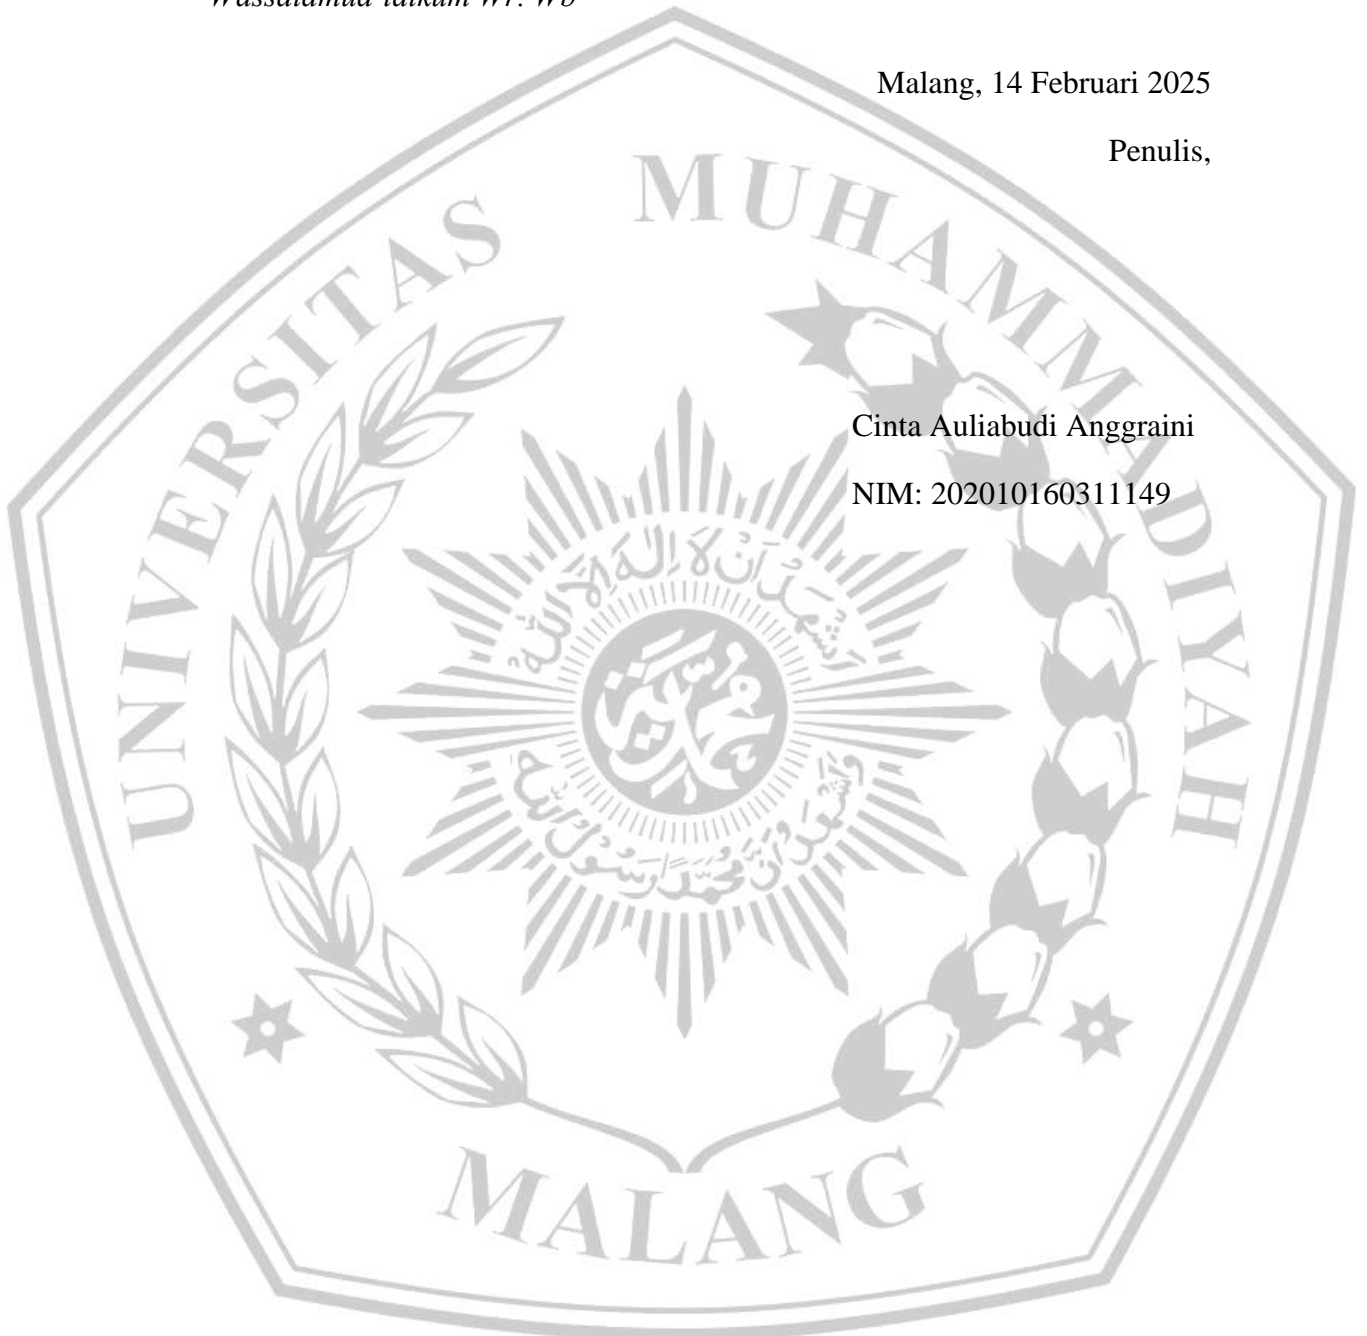 Wassalamua'laikum Wr. Wb
Malang, 14 Februari 2025
Penulis,
Cinta Auliabudi Anggraini
NIM: 202010160311149
UNIVERSITAS MUHAMMADIYAH
MALANG